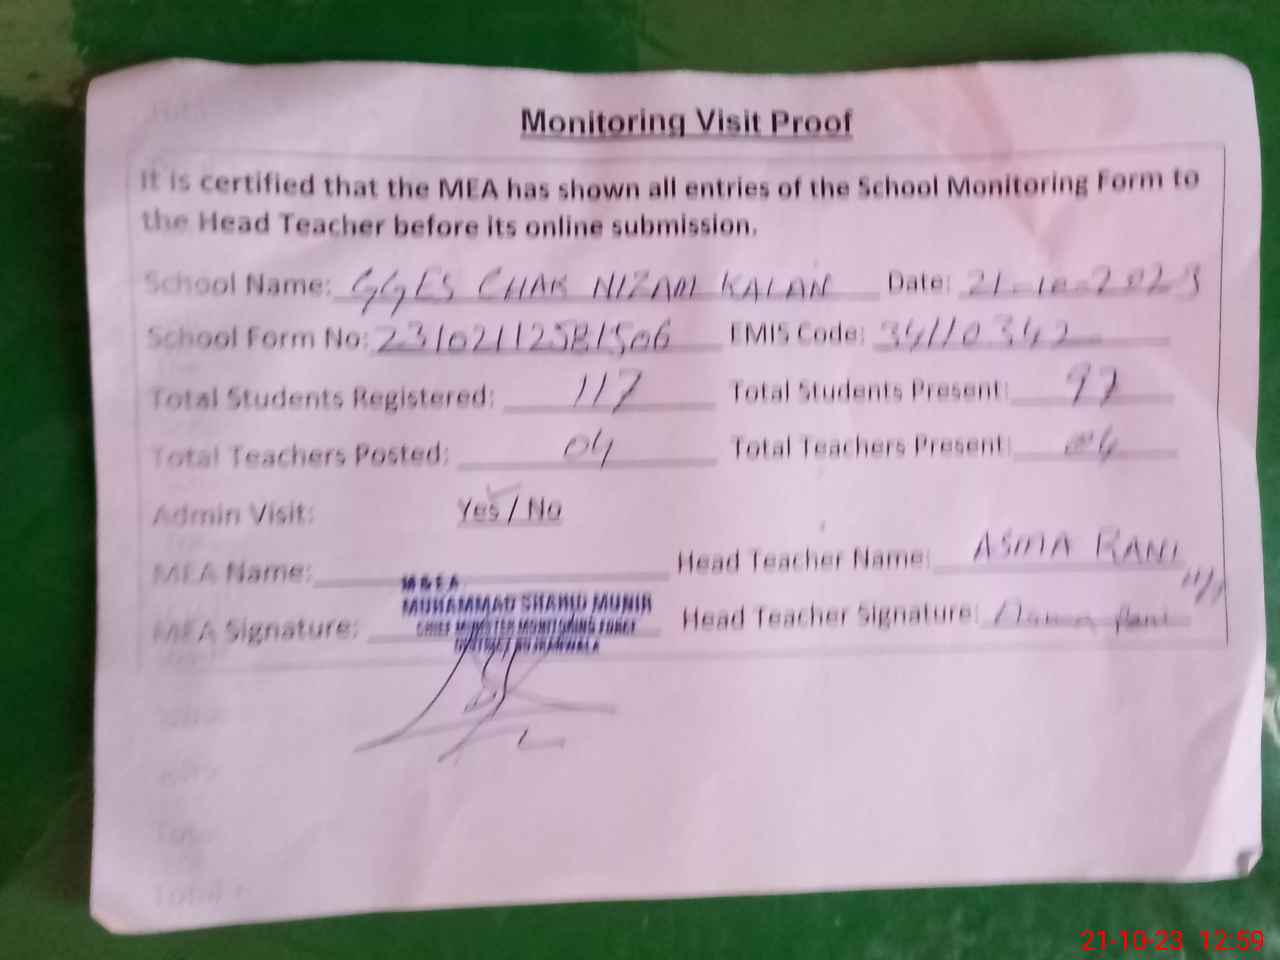 Monitoring Visit Proof
It is certified that the MEA has shown all entries of the School Monitoring Form to
the Head Teacher before its online submission.
School Name: GGES CHAK NIZAM KALAN Date: 21-10-2023
School Form No: EMIS Code: 34110342
Total Students Registered: 117 Total Students Present: 97
Total Teachers Posted: 04 Total Teachers Present: 04
Admin Visit: Yes / No
MEA Name: Head Teacher Name: ASMA RANI
M & E A
MUHAMMAD SHAHID MUNIR
MEA Signature: Head Teacher Signature: Asma Rani
CHIEF MINISTER MONITORING FORCE
DISTRICT GUJRANWALA
21-10-23 12:59